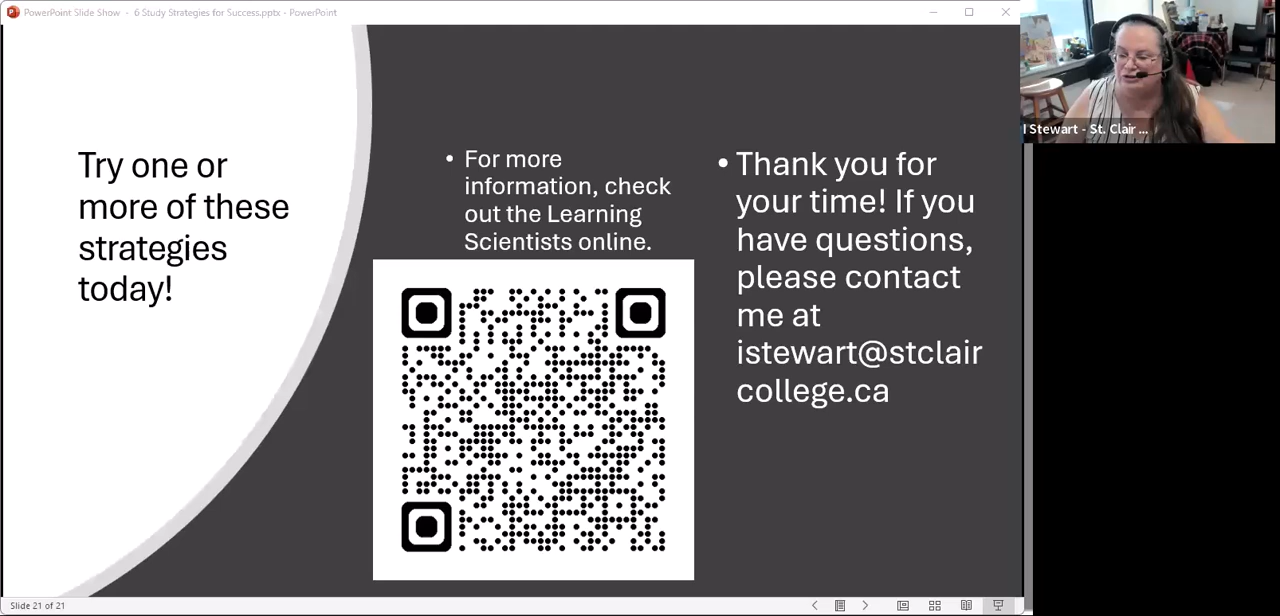 PowerPoint Slide Show - 6 Study Strategies for Success.pptx - PowerPoint
I Stewart - St. Clair ...
Try one or
more of these
strategies
today!
• For more
information, check
out the Learning
Scientists online.
• Thank you for
your time! If you
have questions,
please contact
me at
istewart@stclair
college.ca
Slide 21 of 21